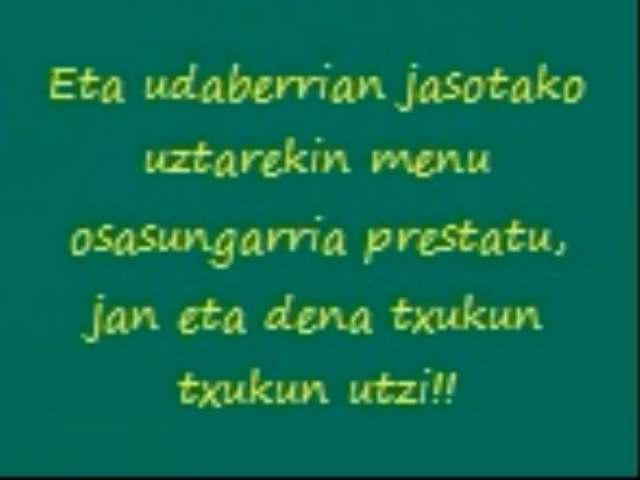 Eta udaberrian jasotako
uztarekin menu
osasungarria prestatu,
jan eta dena txukun
txukun utzi!!